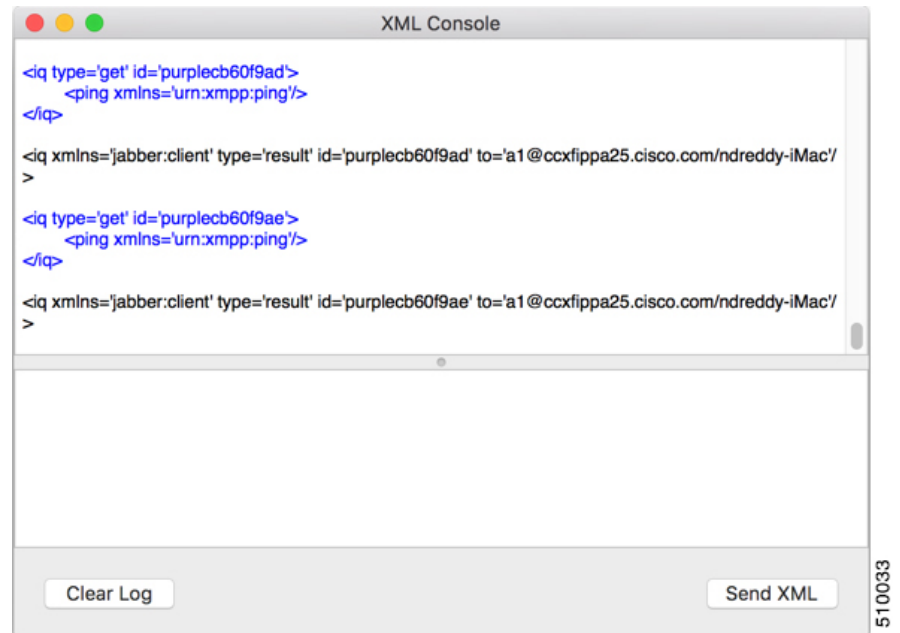 XML Console
<iq type='get' id='purplecb60f9ad'>
<ping xmlns='urn:xmpp:ping'/>
</iq>
<iq xmlns='jabber:client' type='result' id='purplecb60f9ad' to='a1@ccxfippa25.cisco.com/ndreddy-iMac'/
>
<iq type='get' id='purplecb60f9ae'>
<ping xmlns='urn:xmpp:ping'/>
</iq>
<iq xmlns='jabber:client' type='result' id='purplecb60f9ae' to='a1@ccxfippa25.cisco.com/ndreddy-iMac'/
>
Clear Log
Send XML
510033